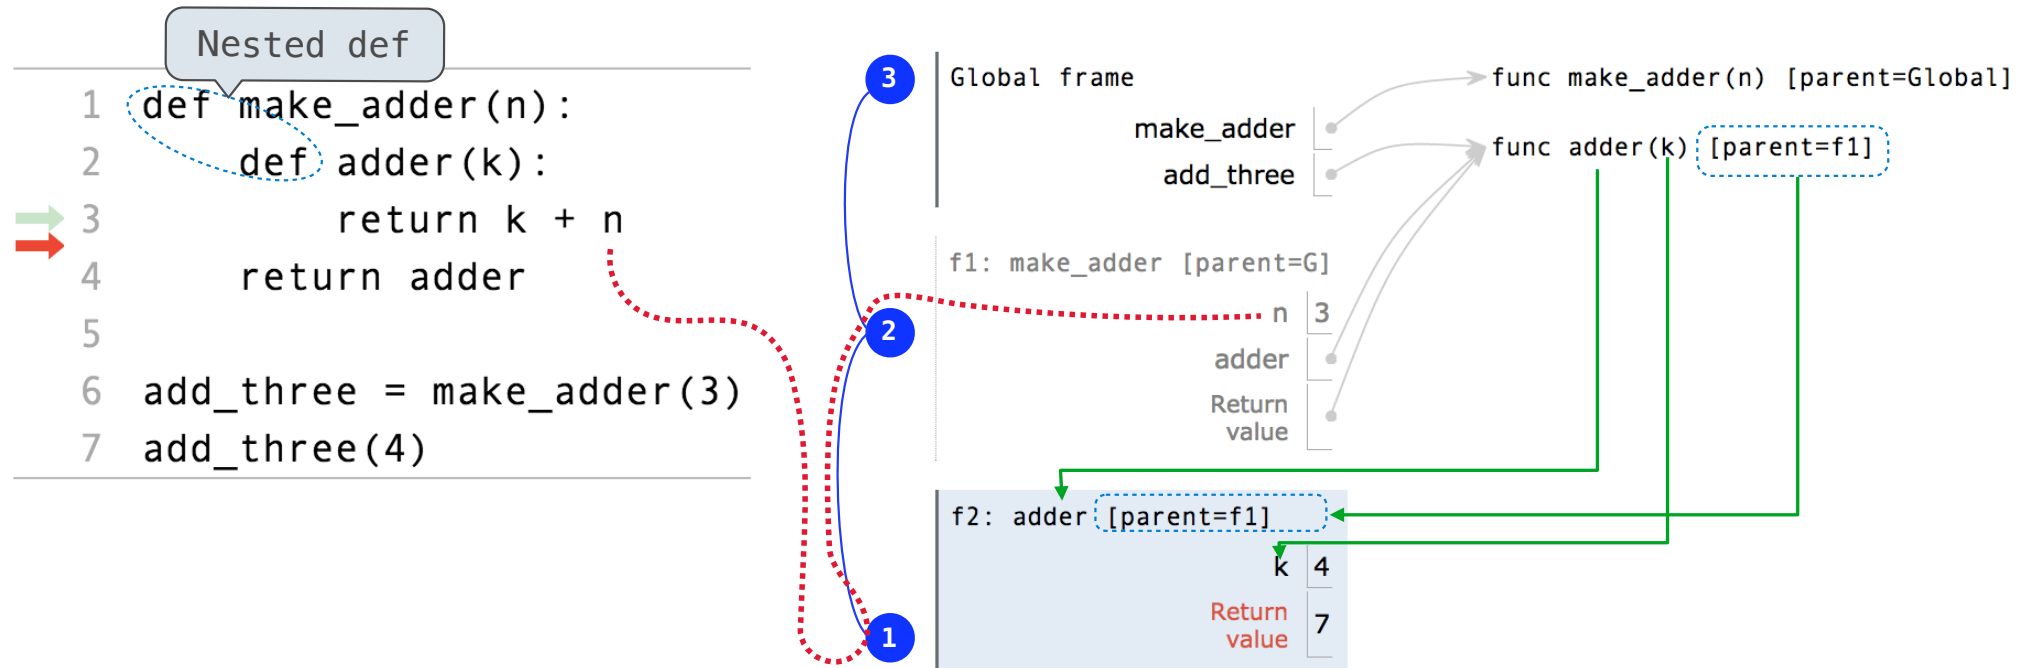 Nested def
1 def make_adder(n):
2 def adder(k):
3 return k + n
4 return adder
5
6 add_three = make_adder(3)
7 add_three(4)
3
2
1
Global frame
make_adder
add_three
func make_adder(n) [parent=Global]
func adder(k) [parent=f1]
f1: make_adder [parent=G]
n 3
adder
Return
value
f2: adder [parent=f1]
k 4
Return
value 7